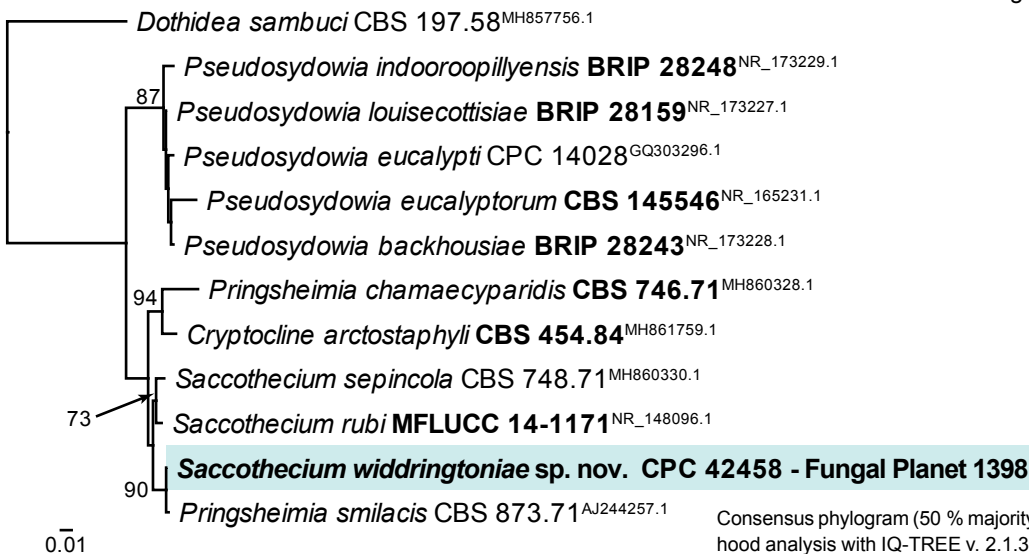 Dothidea sambuci CBS 197.58MH857756.1
Pseudosydowia indooroopillyensis BRIP 28248NR_173229.1
87
Pseudosydowia louisecottisiae BRIP 28159NR_173227.1
Pseudosydowia eucalypti CPC 14028GQ303296.1
Pseudosydowia eucalyptorum CBS 145546NR_165231.1
Pseudosydowia backhousiae BRIP 28243NR_173228.1
Pringsheimia chamaecyparidis CBS 746.71MH860328.1
94
Cryptocline arctostaphyli CBS 454.84MH861759.1
Saccothecium sepincola CBS 748.71MH860330.1
73
Saccothecium rubi MFLUCC 14-1171NR_148096.1
Saccothecium widdringtoniae sp. nov. CPC 42458 - Fungal Planet 1398
90
Pringsheimia smilacis CBS 873.71AJ244257.1
0.01
Consensus phylogram (50 % majority
hood analysis with IQ-TREE v. 2.1.3